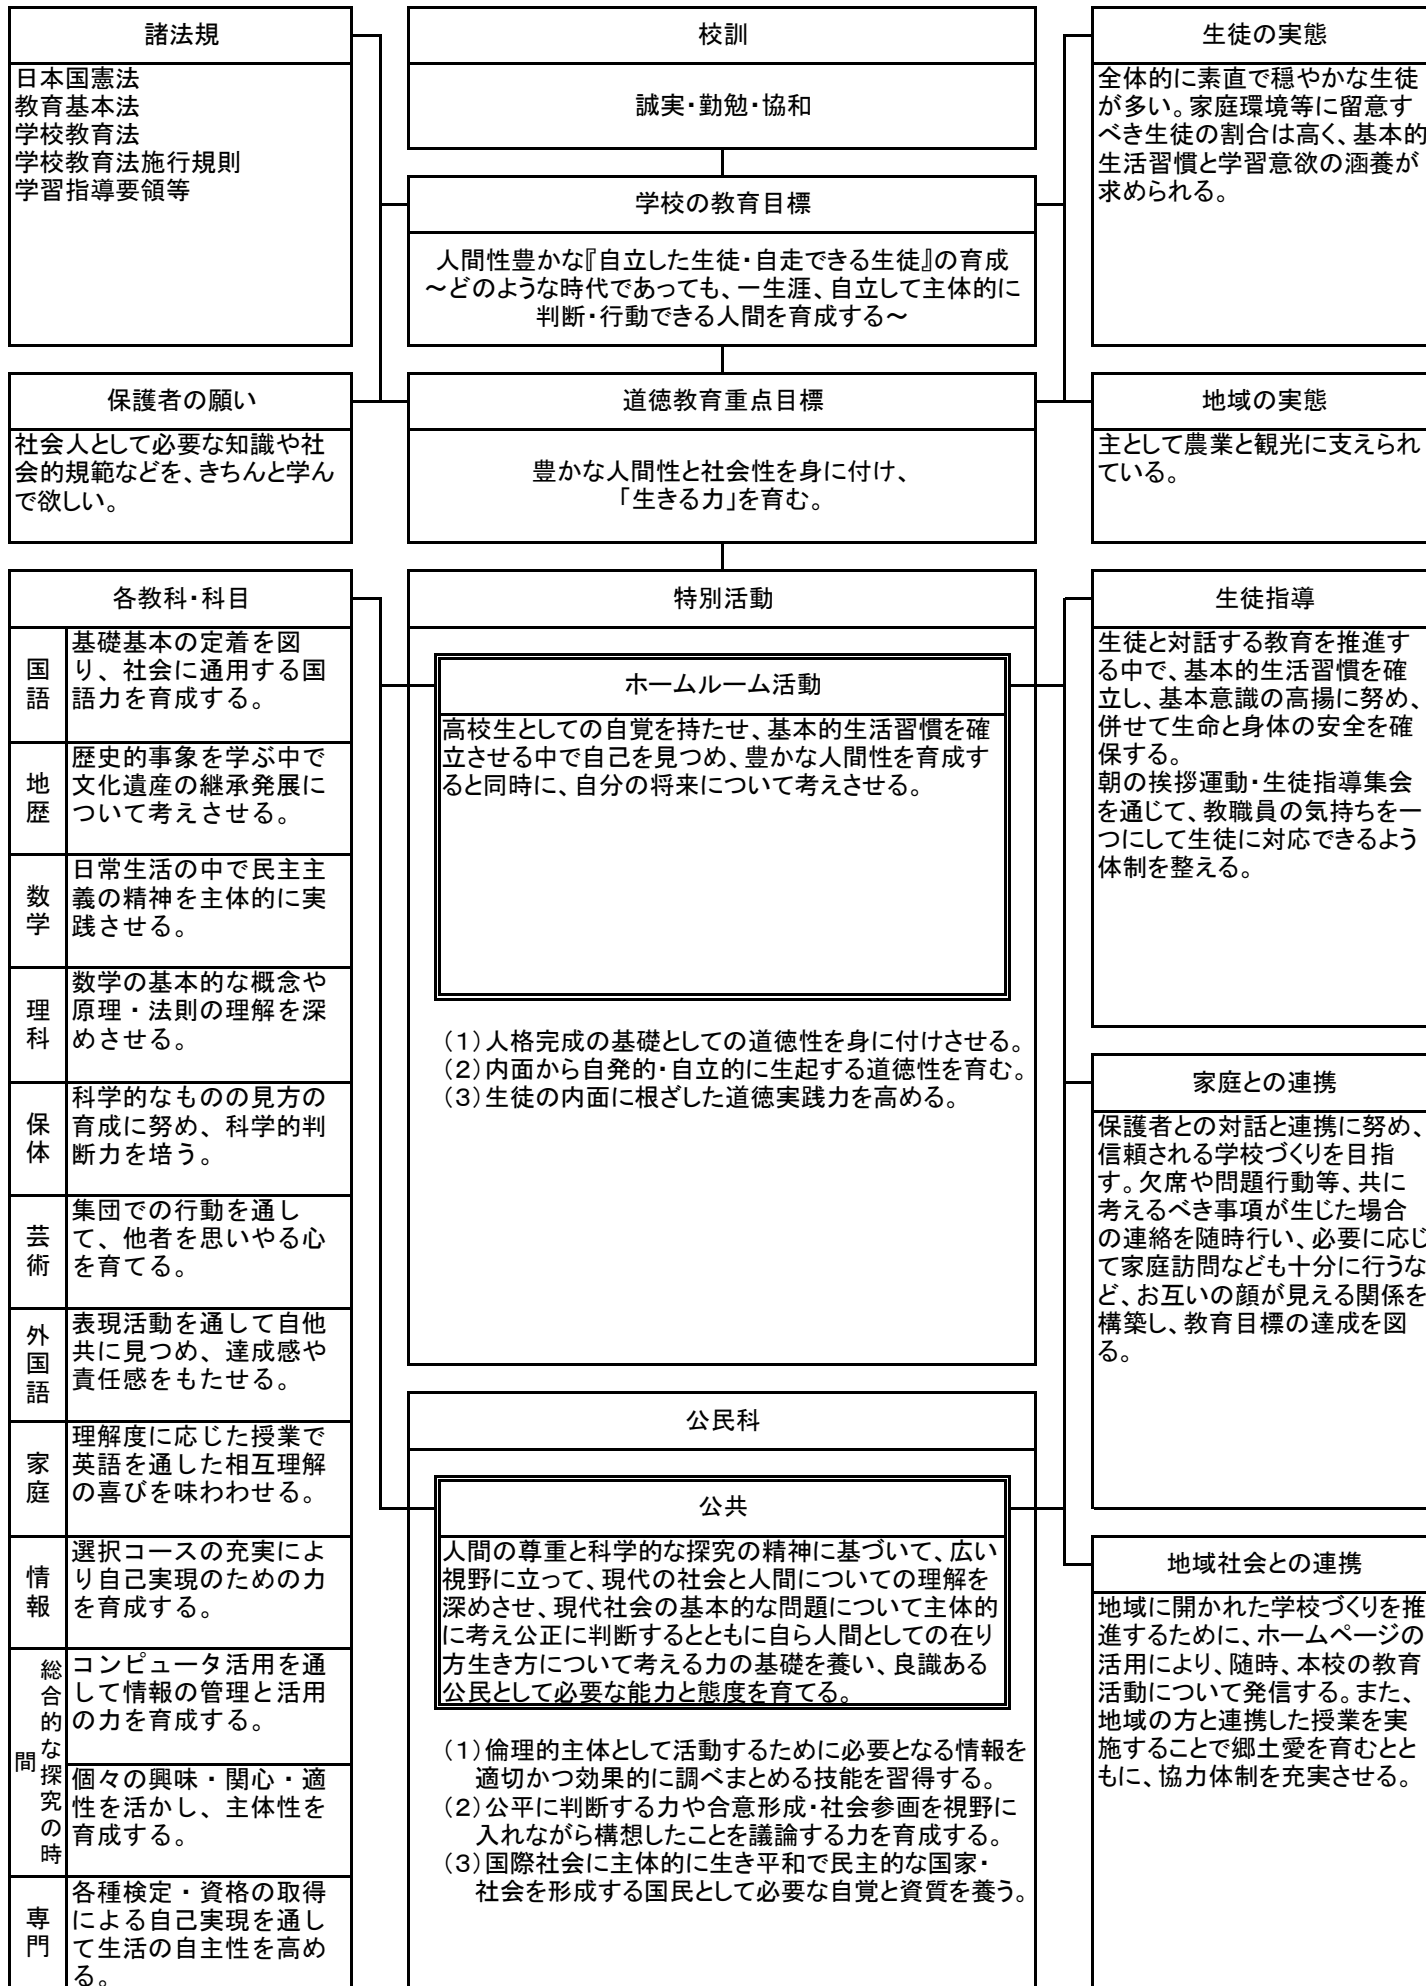 諸法規
日本国憲法
教育基本法
学校教育法
学校教育法施行規則
学習指導要領等
校訓
誠実・勤勉・協和
学校の教育目標
人間性豊かな『自立した生徒・自走できる生徒』の育成
～どのような時代であっても、一生涯、自立して主体的に
判断・行動できる人間を育成する～
生徒の実態
全体的に素直で穏やかな生徒
が多い。家庭環境等に留意す
べき生徒の割合は高く、基本的
生活習慣と学習意欲の涵養が
求められる。
保護者の願い
社会人として必要な知識や社
会的規範などを、きちんと学ん
で欲しい。
道徳教育重点目標
豊かな人間性と社会性を身に付け、
「生きる力」を育む。
地域の実態
主として農業と観光に支えられ
ている。
各教科・科目
国語
基礎基本の定着を図
り、社会に通用する国
語力を育成する。
地歴
歴史的事象を学ぶ中で
文化遺産の継承発展に
ついて考えさせる。
数学
日常生活の中で民主主
義の精神を主体的に実
践させる。
理科
数学の基本的な概念や
原理・法則の理解を深
めさせる。
保体
科学的なものの見方の
育成に努め、科学的判
断力を培う。
芸術
集団での行動を通し
て、他者を思いやる心
を育てる。
外国語
表現活動を通して自他
共に見つめ、達成感や
責任感をもたせる。
家庭
理解度に応じた授業で
英語を通した相互理解
の喜びを味わわせる。
情報
選択コースの充実によ
り自己実現のための力
を育成する。
総合的な探究の時
間
コンピュータ活用を通
して情報の管理と活用
の力を育成する。
個々の興味・関心・適
性を活かし、主体性を
育成する。
専門
各種検定・資格の取得
による自己実現を通し
て生活の自主性を高め
る。
特別活動
ホームルーム活動
高校生としての自覚を持たせ、基本的生活習慣を確
立させる中で自己を見つめ、豊かな人間性を育成す
ると同時に、自分の将来について考えさせる。
（１）人格完成の基礎としての道徳性を身に付けさせる。
（２）内面から自発的・自立的に生起する道徳性を育む。
（３）生徒の内面に根ざした道徳実践力を高める。
公民科
公共
人間の尊重と科学的な探究の精神に基づいて、広い
視野に立って、現代の社会と人間についての理解を
深めさせ、現代社会の基本的な問題について主体的
に考え公正に判断するとともに自ら人間としての在り
方生き方について考える力の基礎を養い、良識ある
公民として必要な能力と態度を育てる。
（１）倫理的主体として活動するために必要となる情報を
適切かつ効果的に調べまとめる技能を習得する。
（２）公平に判断する力や合意形成・社会参画を視野に
入れながら構想したことを議論する力を育成する。
（３）国際社会に主体的に生き平和で民主的な国家・
社会を形成する国民として必要な自覚と資質を養う。
生徒指導
生徒と対話する教育を推進す
る中で、基本的生活習慣を確
立し、基本意識の高揚に努め、
併せて生命と身体の安全を確
保する。
朝の挨拶運動・生徒指導集会
を通じて、教職員の気持ちを一
つにして生徒に対応できるよう
体制を整える。
家庭との連携
保護者との対話と連携に努め、
信頼される学校づくりを目指
す。欠席や問題行動等、共に
考えるべき事項が生じた場合
の連絡を随時行い、必要に応じ
て家庭訪問なども十分に行うな
ど、お互いの顔が見える関係を
構築し、教育目標の達成を図
る。
地域社会との連携
地域に開かれた学校づくりを推
進するために、ホームページの
活用により、随時、本校の教育
活動について発信する。また、
地域の方と連携した授業を実
施することで郷土愛を育むとと
もに、協力体制を充実させる。